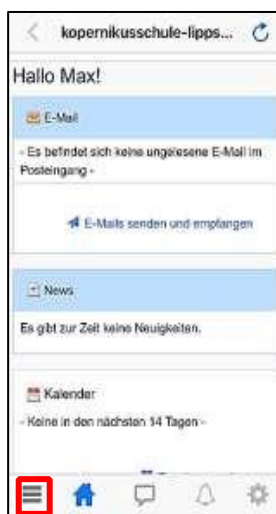 kopernikusschule-lipps...
Hallo Max!
E-Mail
- Es befindet sich keine ungelesene E-Mail im
Posteingang -
E-Mails senden und empfangen
News
Es gibt zur Zeit keine Neuigkeiten.
Kalender
- Keine in den nächsten 14 Tagen -